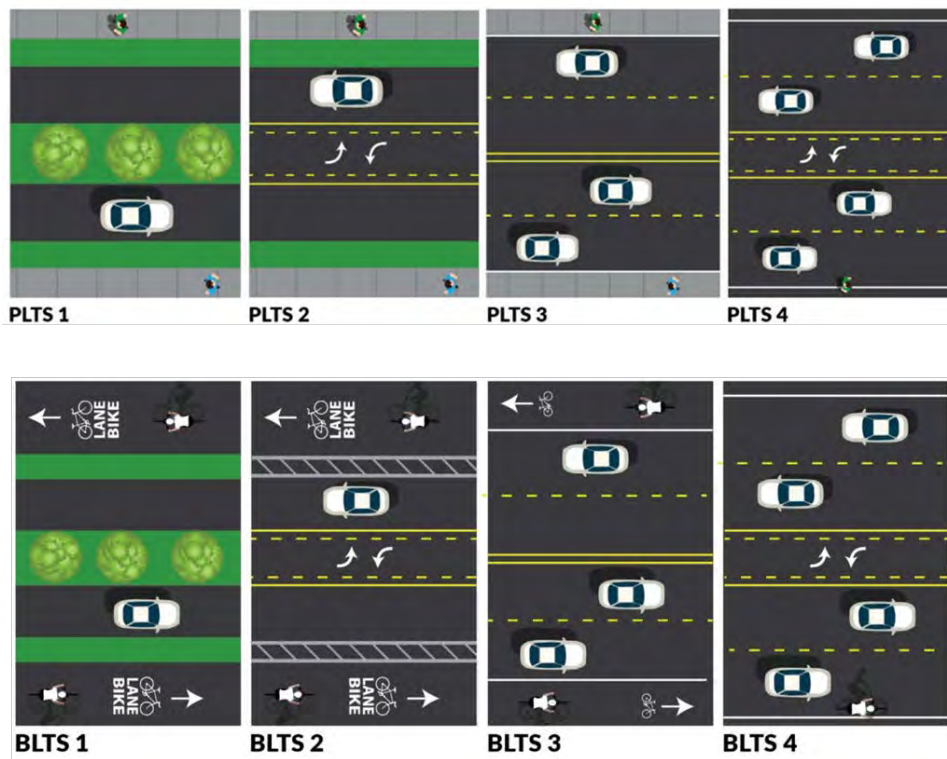 PLTS 1
PLTS 2
PLTS 3
PLTS 4
LANE
BIKE
LANE
BIKE
LANE
BIKE
LANE
BIKE
BLTS 1
BLTS 2
BLTS 3
BLTS 4